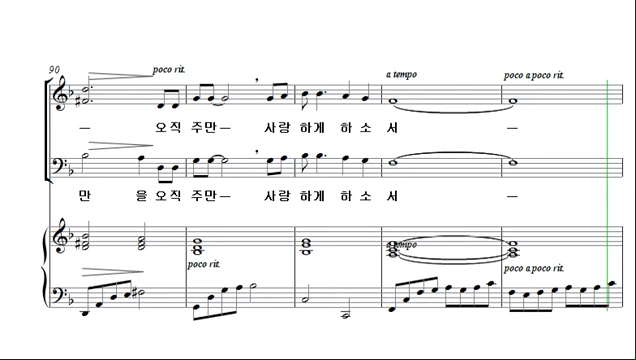 90
poco rit.
a tempo
poco a poco rit.
— 오직 주만— 사랑 하게 하 소 서 —
만 을 오직 주만— 사랑 하게 하 소 서 —
a tempo
poco rit.
poco a poco rit.